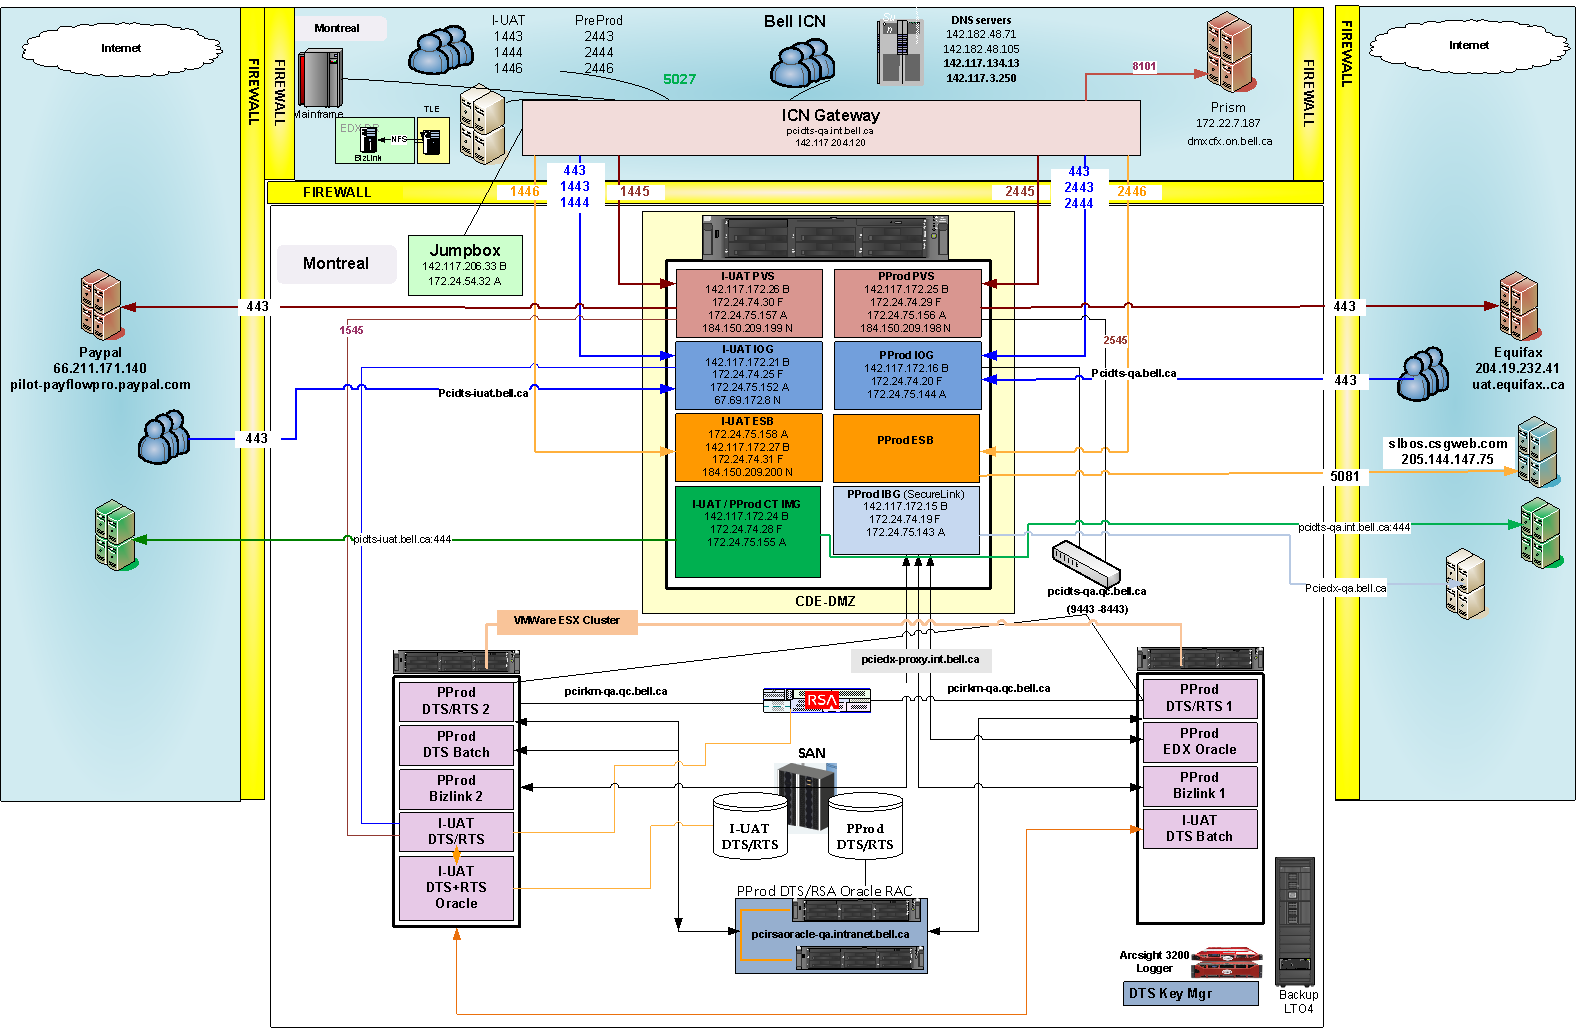 Internet
FIREWALL
FIREWALL
Montreal
Mainframe
I-UAT
1443
1444
1446
PreProd
2443
2444
2446
5027
Bell ICN
DNS servers
142.182.48.71
142.182.48.105
142.117.134.13
142.117.3.250
8101
Prism
172.22.7.187
dmxcfx.on.bell.ca
FIREWALL
FIREWALL
Internet
TLE
NFS
BizLink
ICN Gateway
pcidts-qa.int.bell.ca
142.117.204.120
FIREWALL
1446
443
1443
1444
1445
2445
443
2443
2444
2446
Montreal
Jumpbox
142.117.206.33 B
172.24.54.32 A
I-UAT PVS
142.117.172.26 B
172.24.74.30 F
172.24.75.157 A
184.150.209.199 N
PProd PVS
142.117.172.25 B
172.24.74.29 F
172.24.75.156 A
184.150.209.198 N
I-UAT IOG
142.117.172.21 B
172.24.74.25 F
172.24.75.152 A
67.69.172.8 N
PProd IOG
142.117.172.16 B
172.24.74.20 F
172.24.75.144 A
I-UAT ESB
172.24.75.158 A
142.117.172.27 B
172.24.74.31 F
184.150.209.200 N
PProd ESB
I-UAT / PProd CT IMG
142.117.172.24 B
172.24.74.28 F
172.24.75.155 A
PProd IBG (SecureLink)
142.117.172.15 B
172.24.74.19 F
172.24.75.143 A
CDE-DMZ
443
1545
Paypal
66.211.171.140
pilot-payflowpro.paypal.com
Pcidts-iuat.bell.ca
443
pcidts-iuat.bell.ca:444
443
2545
Pcidts-qa.bell.ca
443
Equifax
204.19.232.41
uat.equifax..ca
slbos.csgweb.com
205.144.147.75
5081
pcidts-qa.int.bell.ca:444
Pciedx-qa.bell.ca
pcidts-qa.qc.bell.ca
(9443 -8443)
VMWare ESX Cluster
pciedx-proxy.int.bell.ca
pcirkm-qa.qc.bell.ca
RSA
pcirkm-qa.qc.bell.ca
PProd
DTS/RTS 2
PProd
DTS Batch
PProd
Bizlink 2
I-UAT
DTS/RTS
I-UAT
DTS+RTS
Oracle
SAN
I-UAT
DTS/RTS
PProd
DTS/RTS
PProd DTS/RSA Oracle RAC
pcirsaoracle-qa.intranet.bell.ca
PProd
DTS/RTS 1
PProd
EDX Oracle
PProd
Bizlink 1
I-UAT
DTS Batch
Arcsight 3200
Logger
DTS Key Mgr
Backup
LTO4